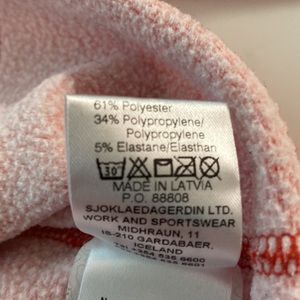 61% Polyester
34% Polypropylene/
Polypropylene
5% Elastane/Elasthan
30°
MADE IN LATVIA
P.O. 88808
SJOKLAEDAGERDIN LTD.
WORK AND SPORTSWEAR
MIDHRAUN, 11
IS-210 GARDABAER,
ICELAND